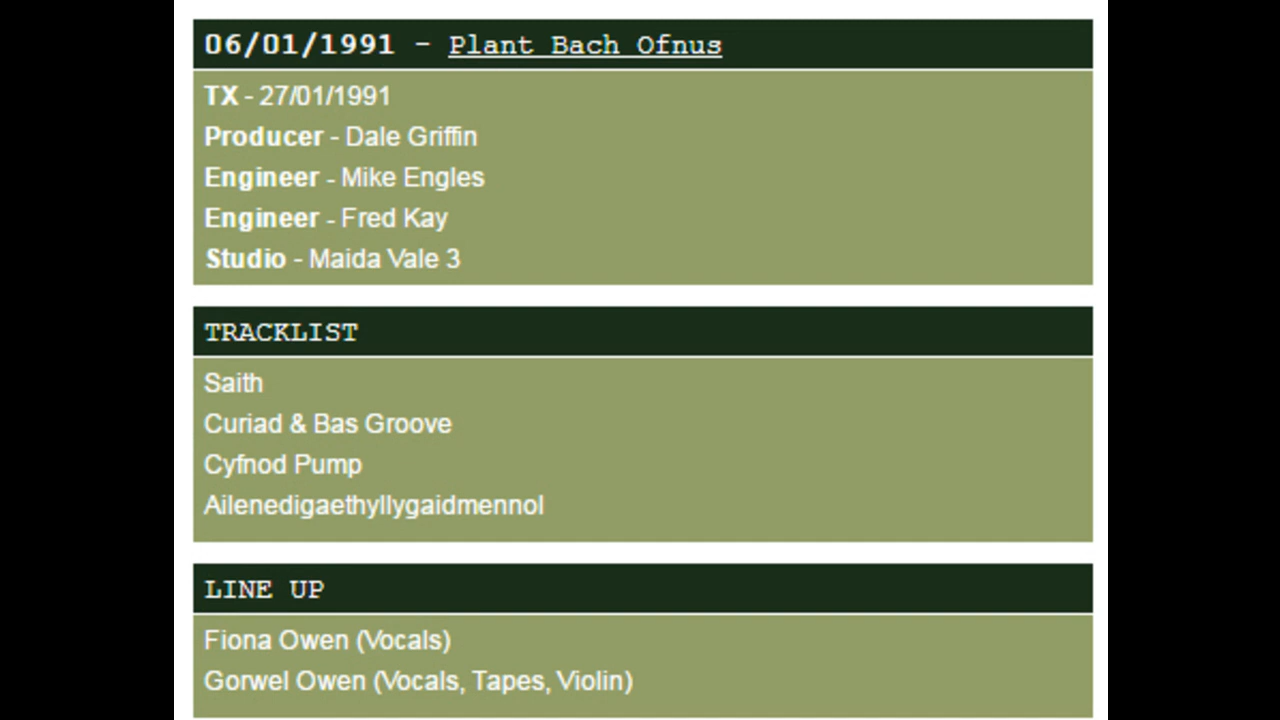 06/01/1991 - Plant Bach Ofnus
TX - 27/01/1991
Producer - Dale Griffin
Engineer - Mike Engles
Engineer - Fred Kay
Studio - Maida Vale 3
TRACKLIST
Saith
Curiad & Bas Groove
Cyfnod Pump
Ailenedigaethyllygaidmennol
LINE UP
Fiona Owen (Vocals)
Gorwel Owen (Vocals, Tapes, Violin)